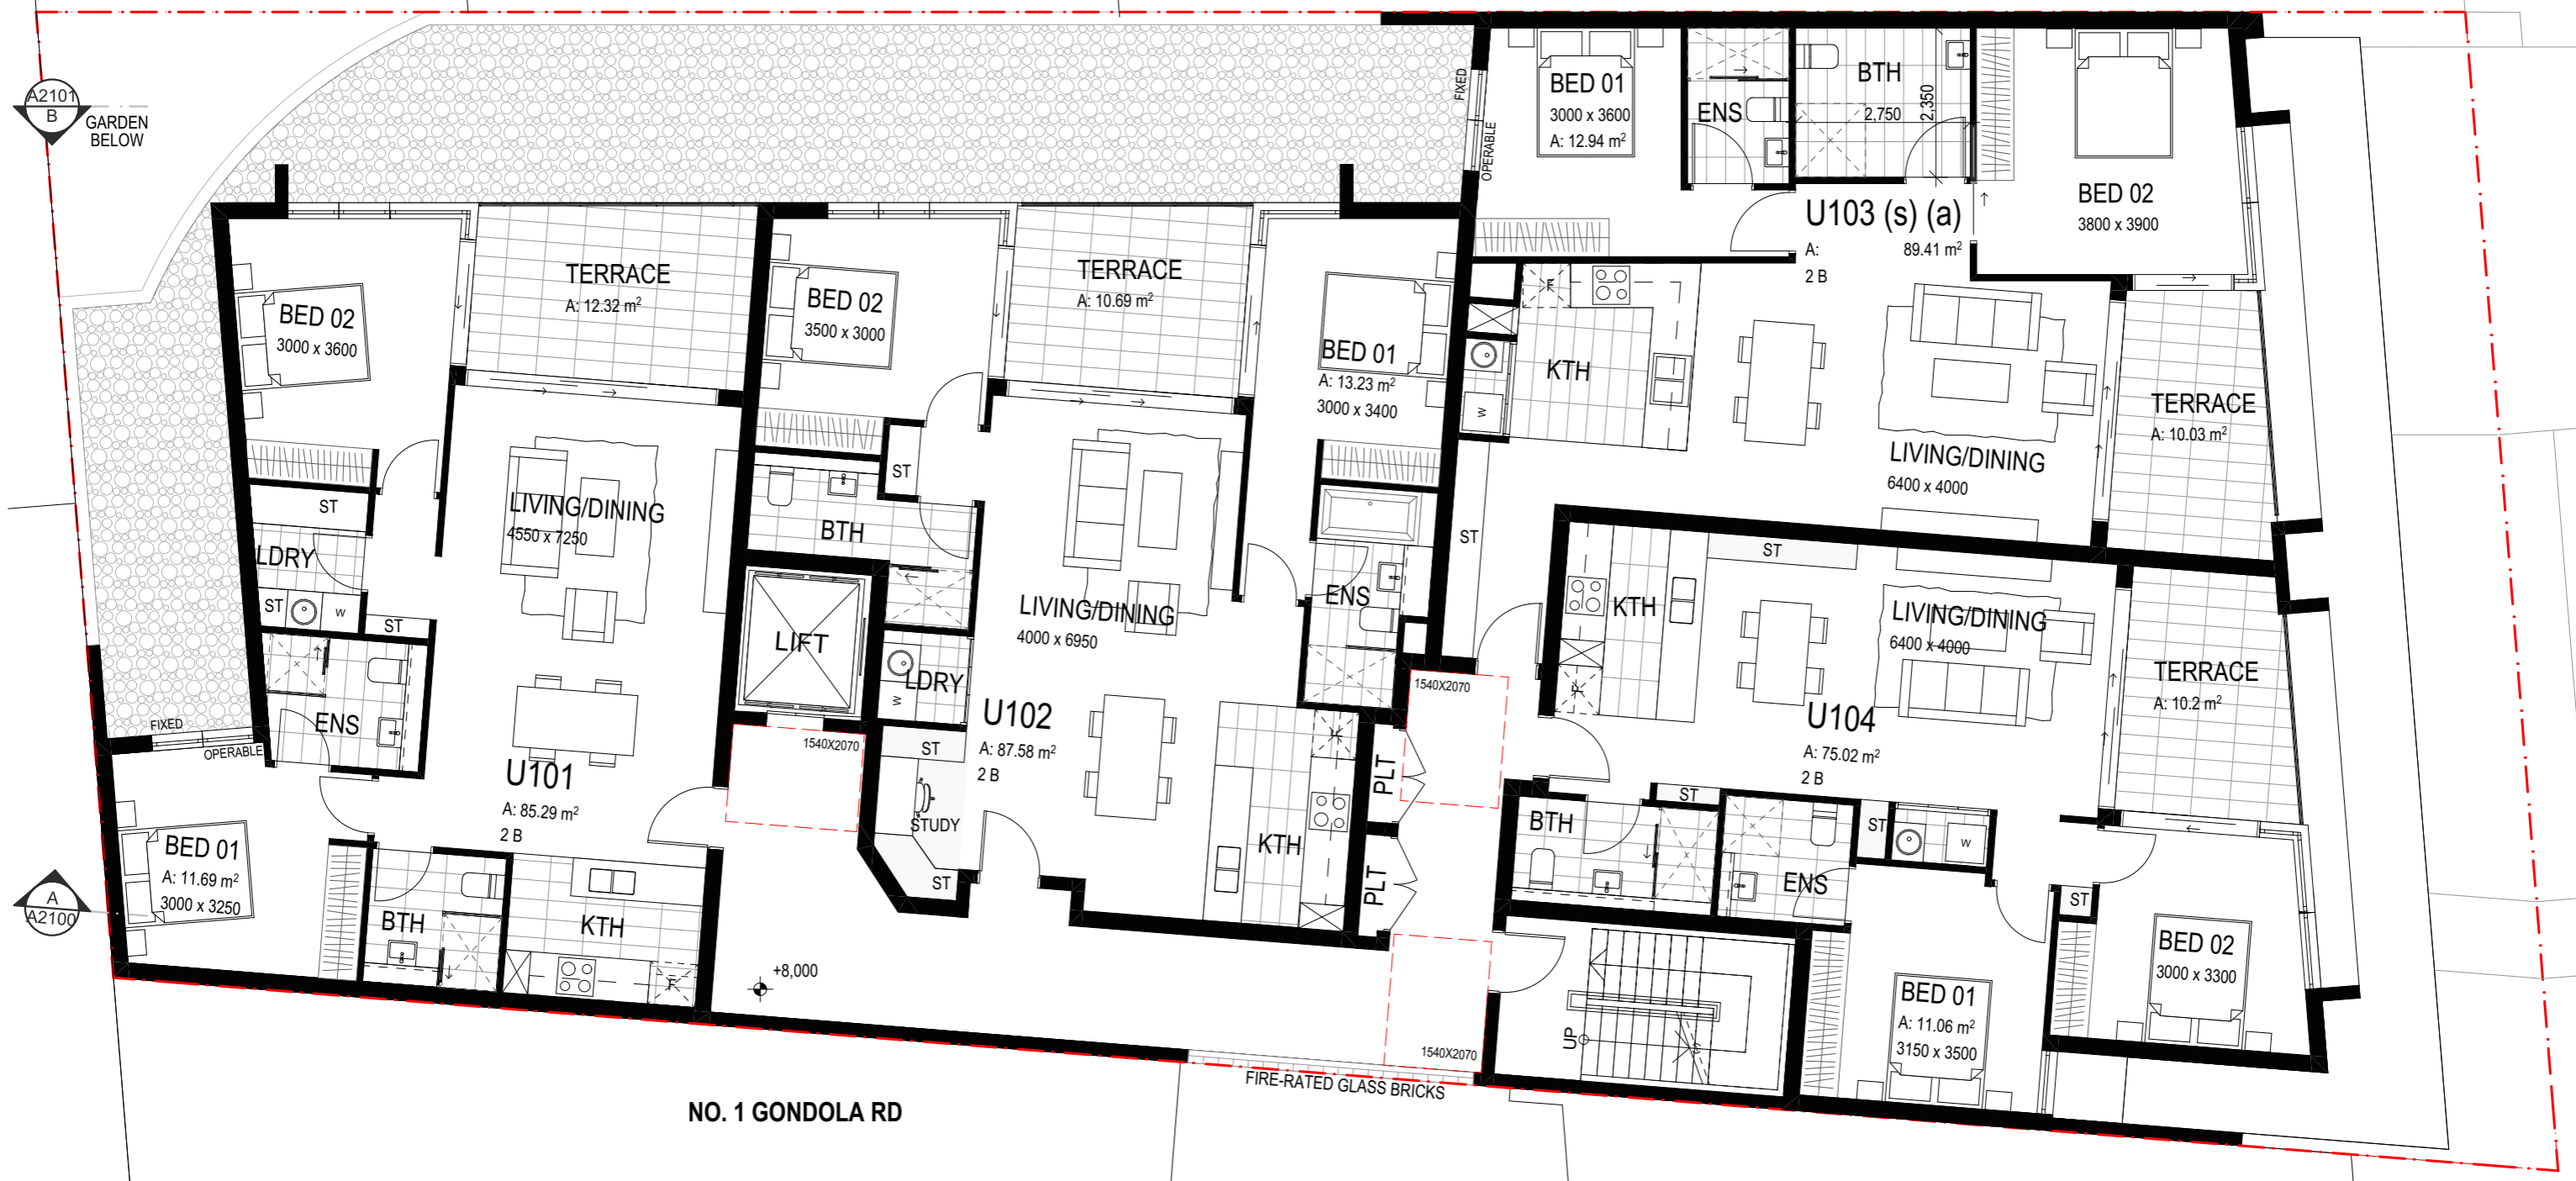 A2101
B
GARDEN
BELOW
A
A2100
BED 02
3000 x 3600
TERRACE
A: 12.32 m²
LIVING/DINING
4550 x 7250
ST
LDRY
ST
W
ST
ENS
FIXED
OPERABLE
U101
A: 85.29 m²
2 B
BED 01
A: 11.69 m²
3000 x 3250
BTH
KTH
F
BED 02
3500 x 3000
TERRACE
A: 10.69 m²
BED 01
A: 13.23 m²
3000 x 3400
ST
BTH
LIFT
LIVING/DINING
4000 x 6950
ENS
LDRY
W
1540X2070
U102
A: 87.58 m²
2 B
ST
STUDY
ST
KTH
F
PLT
PLT
1540X2070
1540X2070
+8,000
FIXED
OPERABLE
BED 01
3000 x 3600
A: 12.94 m²
ENS
BTH
2,750
2,350
BED 02
3800 x 3900
U103 (s) (a)
A: 89.41 m²
2 B
F
KTH
W
ST
LIVING/DINING
6400 x 4000
TERRACE
A: 10.03 m²
ST
KTH
F
LIVING/DINING
6400 x 4000
TERRACE
A: 10.2 m²
U104
A: 75.02 m²
2 B
BTH
ST
ENS
ST
W
ST
BED 02
3000 x 3300
BED 01
A: 11.06 m²
3150 x 3500
UP
FIRE-RATED GLASS BRICKS
NO. 1 GONDOLA RD